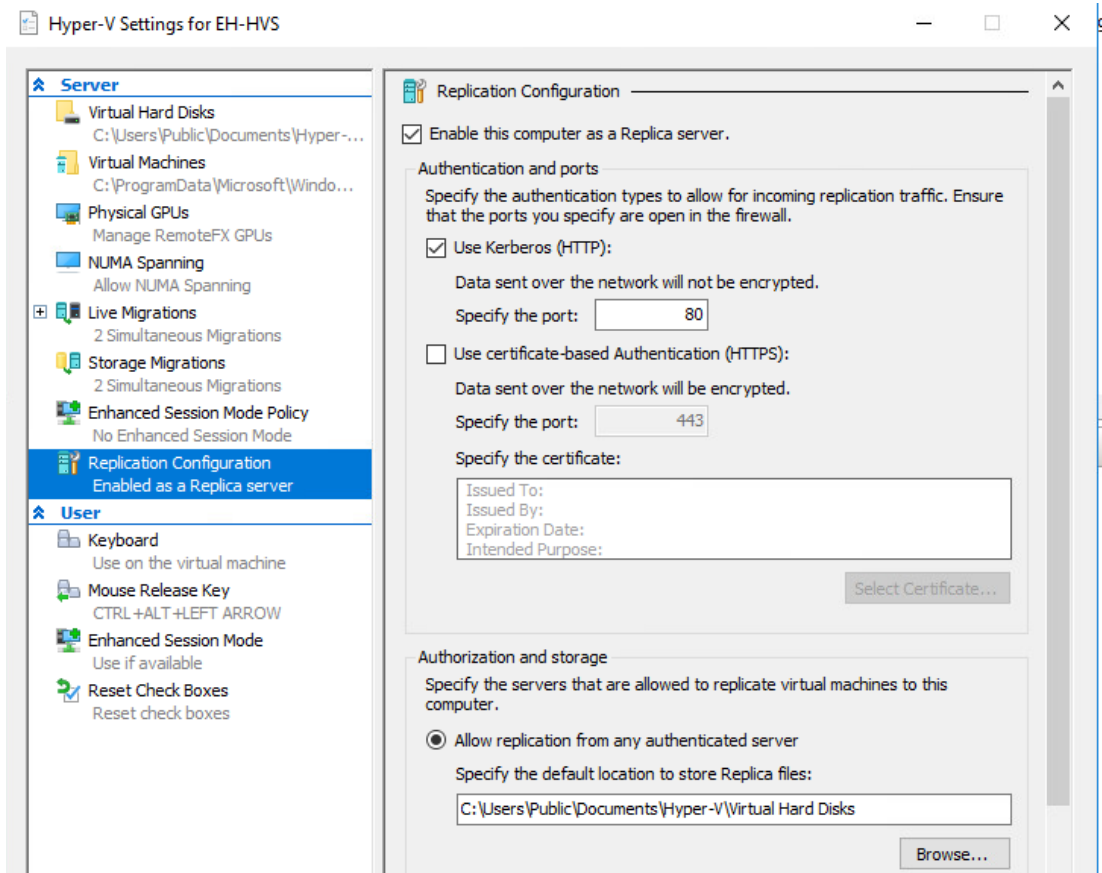 Hyper-V Settings for EH-HVS
Server
Virtual Hard Disks
C:\Users\Public\Documents\Hyper-...
Virtual Machines
C:\ProgramData\Microsoft\Windo...
Physical GPUs
Manage RemoteFX GPUs
NUMA Spanning
Allow NUMA Spanning
Live Migrations
2 Simultaneous Migrations
Storage Migrations
2 Simultaneous Migrations
Enhanced Session Mode Policy
No Enhanced Session Mode
Replication Configuration
Enabled as a Replica server
User
Keyboard
Use on the virtual machine
Mouse Release Key
CTRL+ALT+LEFT ARROW
Enhanced Session Mode
Use if available
Reset Check Boxes
Reset check boxes
Replication Configuration
Enable this computer as a Replica server.
Authentication and ports
Specify the authentication types to allow for incoming replication traffic. Ensure
that the ports you specify are open in the firewall.
Use Kerberos (HTTP):
Data sent over the network will not be encrypted.
Specify the port: 80
Use certificate-based Authentication (HTTPS):
Data sent over the network will be encrypted.
Specify the port: 443
Specify the certificate:
Issued To:
Issued By:
Expiration Date:
Intended Purpose:
Select Certificate...
Authorization and storage
Specify the servers that are allowed to replicate virtual machines to this
computer.
Allow replication from any authenticated server
Specify the default location to store Replica files:
C:\Users\Public\Documents\Hyper-V\Virtual Hard Disks
Browse...